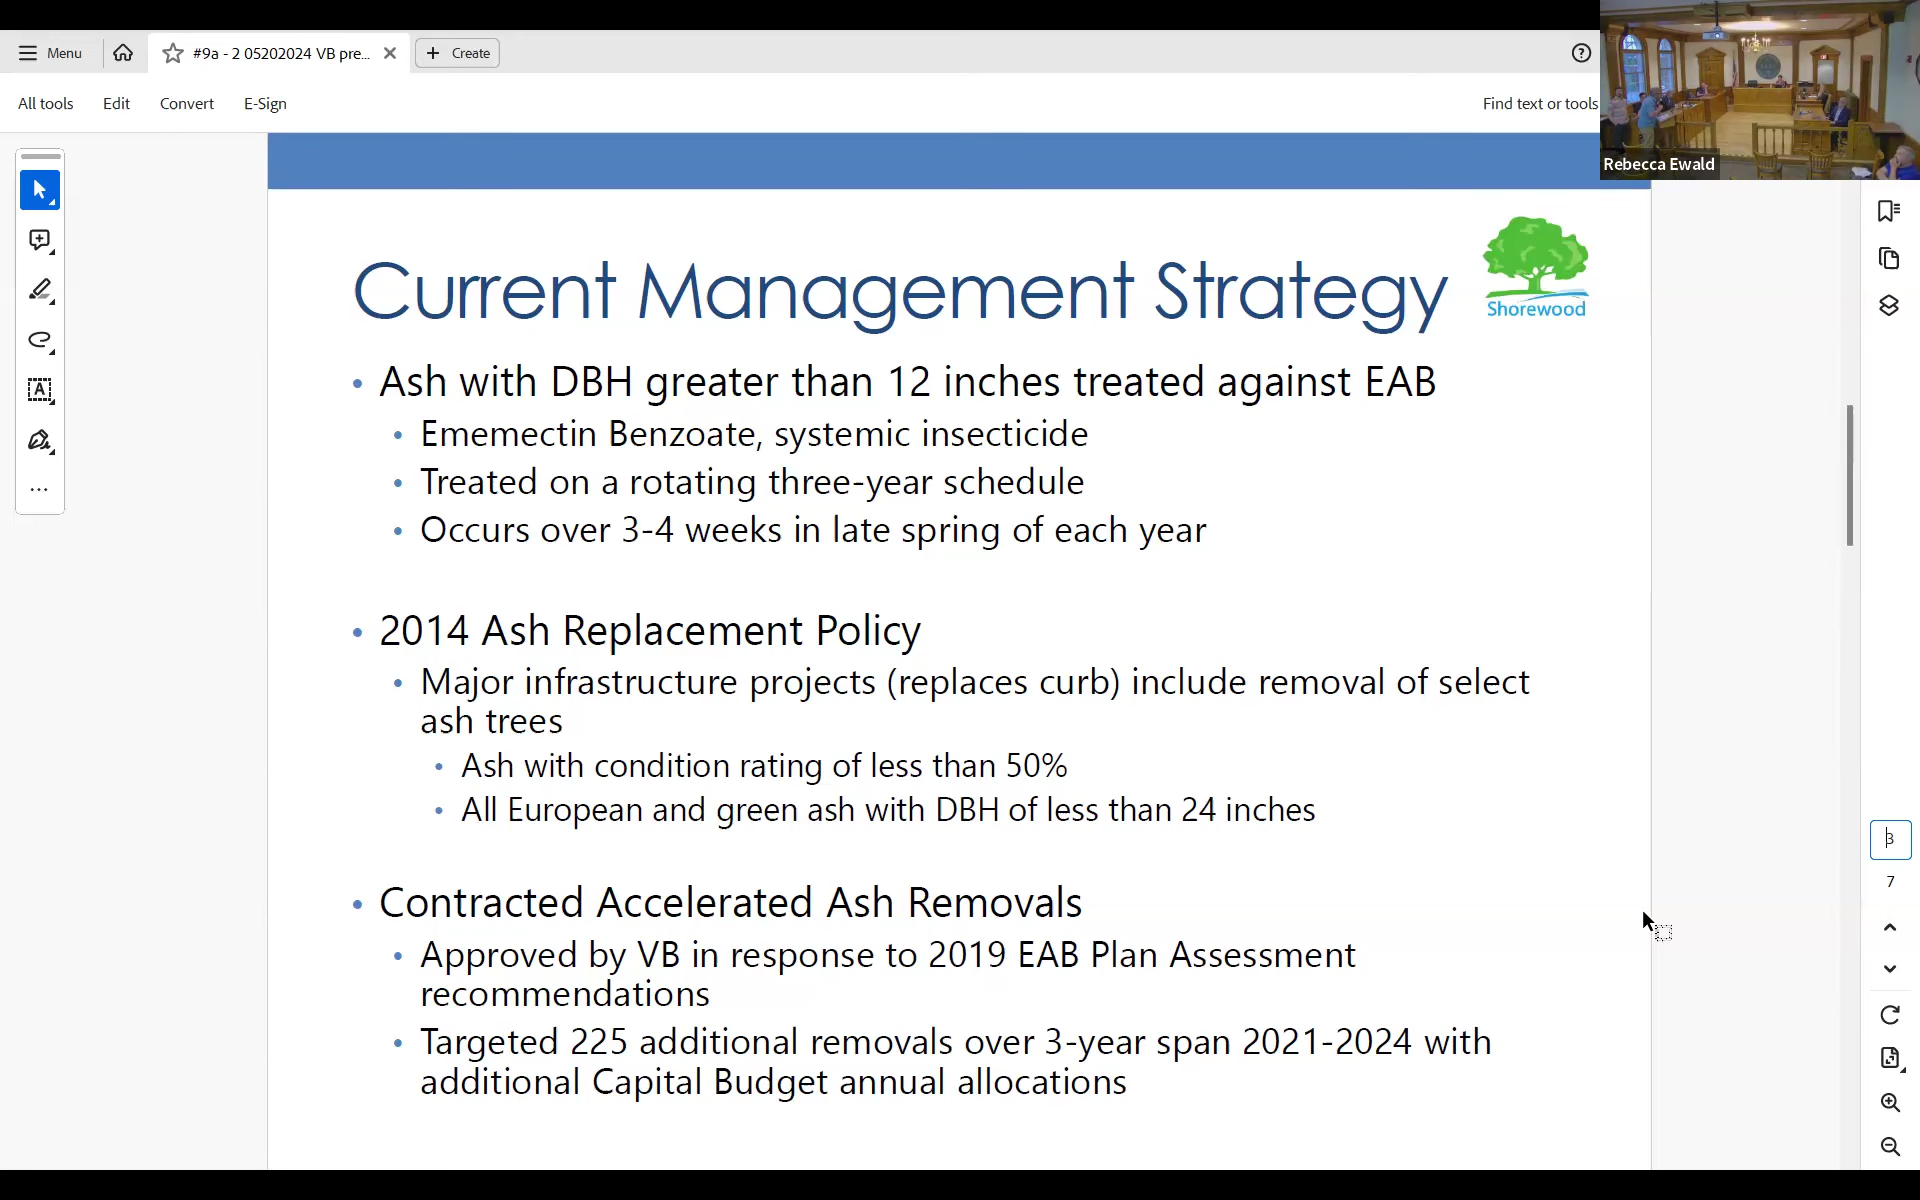 Menu
#9a - 2 05202024 VB pre...
Create
All tools
Edit
Convert
E-Sign
Find text or tools
Rebecca Ewald
Current Management Strategy
Shorewood
• Ash with DBH greater than 12 inches treated against EAB
• Ememectin Benzoate, systemic insecticide
• Treated on a rotating three-year schedule
• Occurs over 3-4 weeks in late spring of each year
• 2014 Ash Replacement Policy
• Major infrastructure projects (replaces curb) include removal of select
ash trees
• Ash with condition rating of less than 50%
• All European and green ash with DBH of less than 24 inches
• Contracted Accelerated Ash Removals
• Approved by VB in response to 2019 EAB Plan Assessment
recommendations
• Targeted 225 additional removals over 3-year span 2021-2024 with
additional Capital Budget annual allocations
3
7